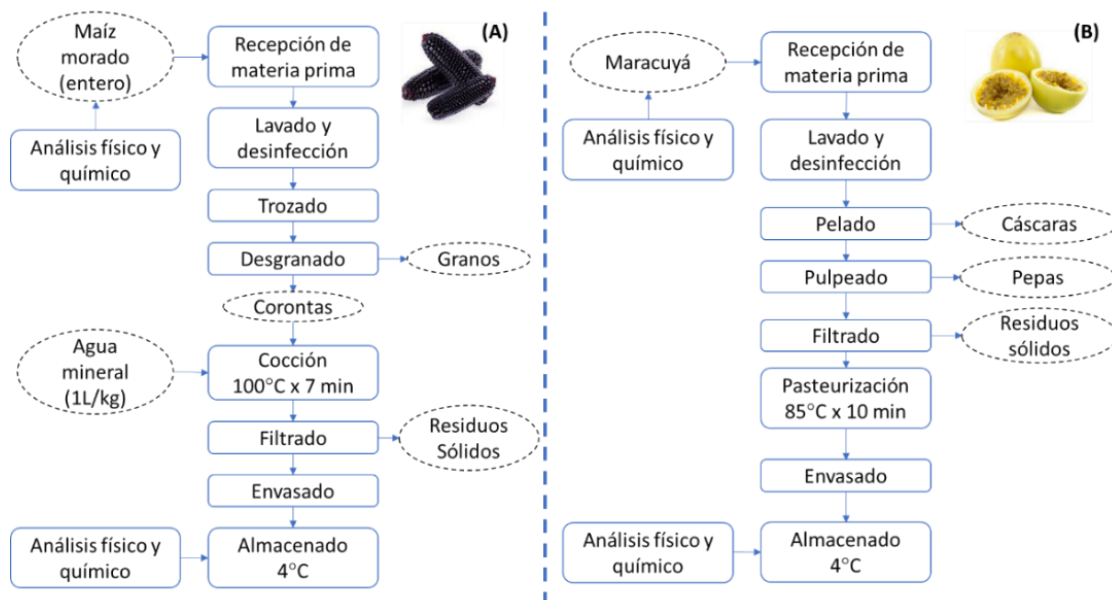 (A)
Maíz
morado
(entero)
Recepción de
materia prima
Análisis físico y
químico
Lavado y
desinfección
Trozado
Desgranado
Granos
Corontas
Agua
mineral
(1L/kg)
Cocción
100°C x 7 min
Filtrado
Residuos
Sólidos
Envasado
Análisis físico y
químico
Almacenado
4°C
(B)
Maracuyá
Recepción de
materia prima
Análisis físico y
químico
Lavado y
desinfección
Pelado
Cáscaras
Pulpeado
Pepas
Filtrado
Residuos
sólidos
Pasteurización
85°C x 10 min
Envasado
Análisis físico y
químico
Almacenado
4°C